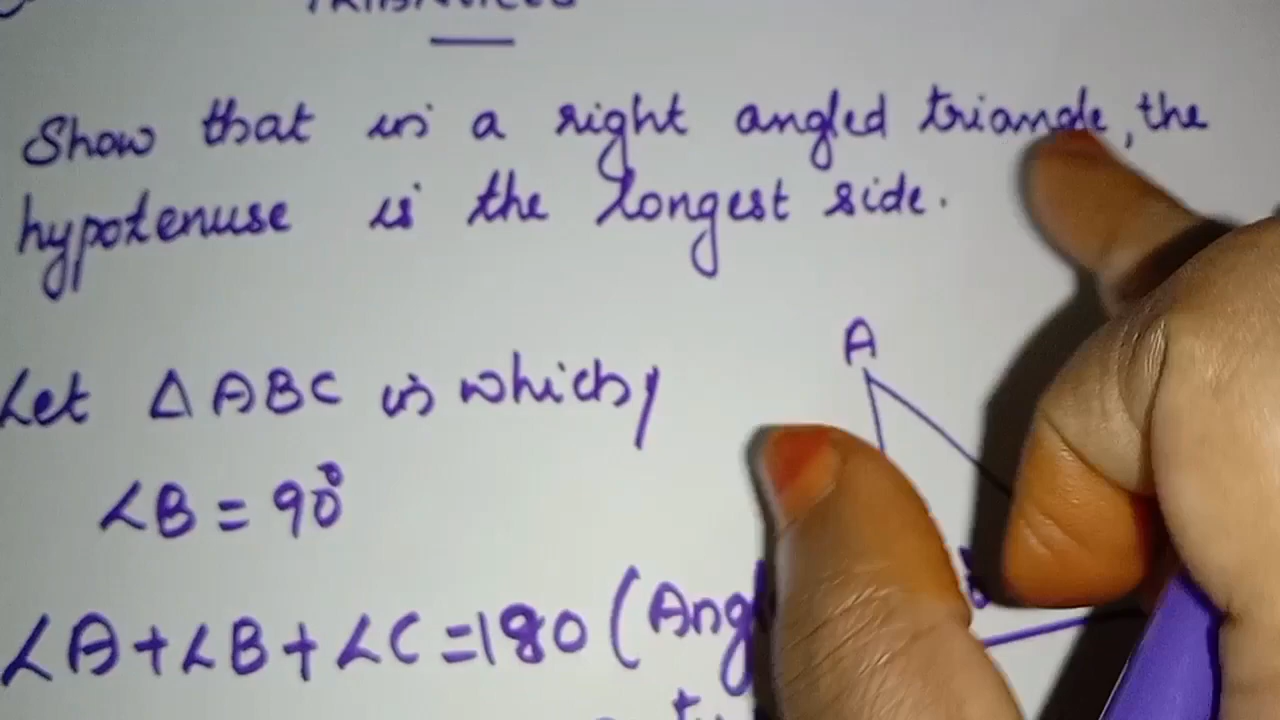 Show that in a right angled triangle, the
hypotenuse is the longest side.
A
Let △ABC in which,
∠B = 90°
∠A+∠B+∠C=180 (Ang